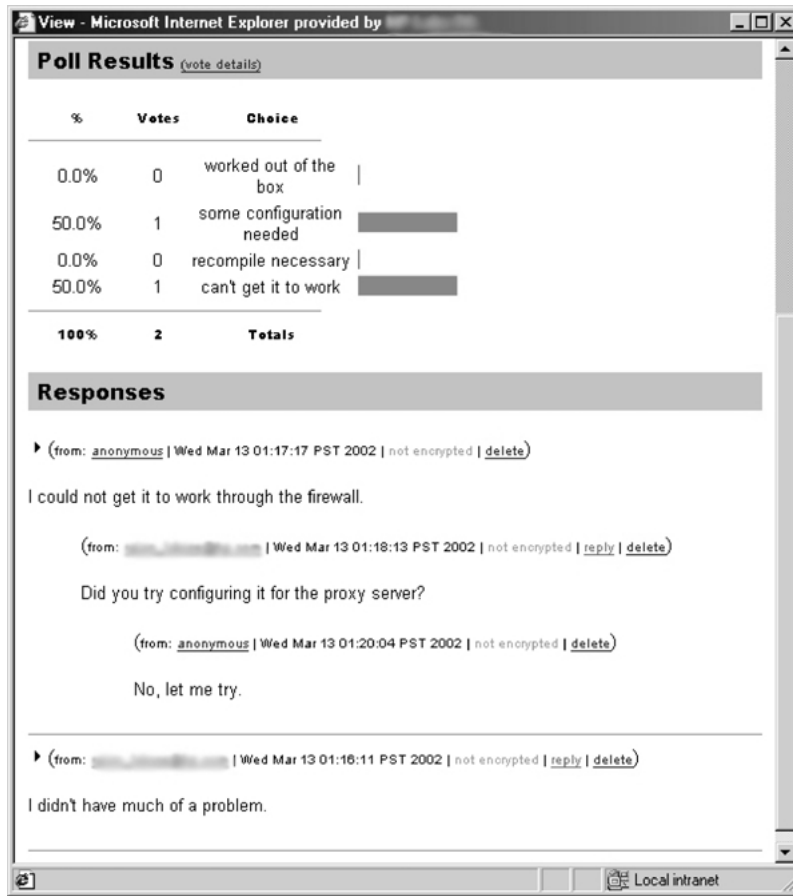 View - Microsoft Internet Explorer provided by
Poll Results (vote details)
% Votes Choice
0.0% 0 worked out of the
box
50.0% 1 some configuration
needed
0.0% 0 recompile necessary
50.0% 1 can't get it to work
100% 2 Totals
Responses
(from: anonymous | Wed Mar 13 01:17:17 PST 2002 | not encrypted | delete)
I could not get it to work through the firewall.
(from: | Wed Mar 13 01:18:13 PST 2002 | not encrypted | reply | delete)
Did you try configuring it for the proxy server?
(from: anonymous | Wed Mar 13 01:20:04 PST 2002 | not encrypted | delete)
No, let me try.
(from: | Wed Mar 13 01:16:11 PST 2002 | not encrypted | reply | delete)
I didn't have much of a problem.
Local intranet